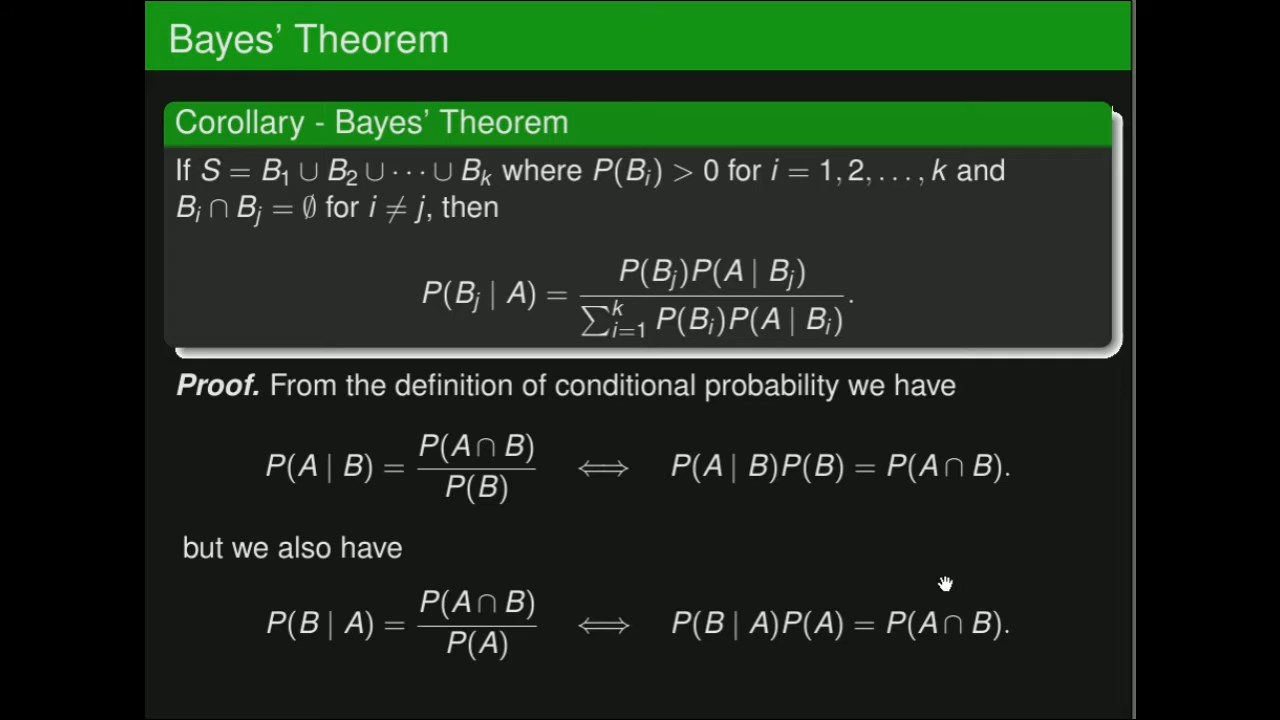 Bayes' Theorem
Corollary - Bayes' Theorem
If S = B₁ ∪ B₂ ∪ ··· ∪ Bₖ where P(Bᵢ) > 0 for i = 1, 2, ..., k and
Bᵢ ∩ Bⱼ = ∅ for i ≠ j, then
P(Bⱼ | A) = P(Bⱼ)P(A | Bⱼ) / ∑ᵢ₌₁ᵏ P(Bᵢ)P(A | Bᵢ).
Proof. From the definition of conditional probability we have
P(A | B) = P(A ∩ B) / P(B) ⟺ P(A | B)P(B) = P(A ∩ B).
but we also have
P(B | A) = P(A ∩ B) / P(A) ⟺ P(B | A)P(A) = P(A ∩ B).